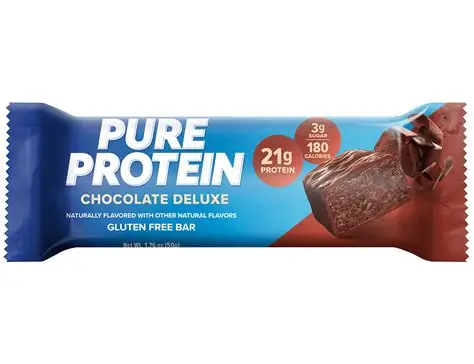 PURE
PROTEIN
CHOCOLATE DELUXE
NATURALLY FLAVORED WITH OTHER NATURAL FLAVORS
GLUTEN FREE BAR
Net Wt. 1.76 oz (50g)
21g
PROTEIN
3g
SUGAR
180
CALORIES